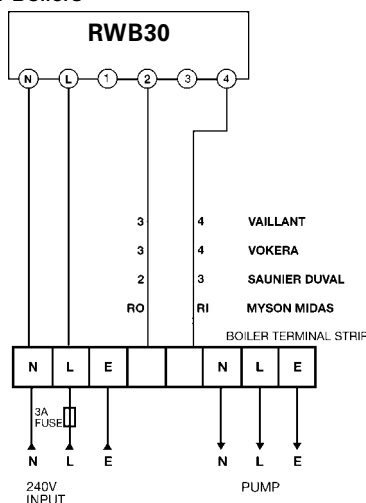 RWB30
N L 1 2 3 4
3 4 VAILLANT
3 4 VOKERA
2 3 SAUNIER DUVAL
RO RI MYSON MIDAS
BOILER TERMINAL STRIP
N L E N L E
3A
FUSE
N L E N L E
240V
INPUT
PUMP